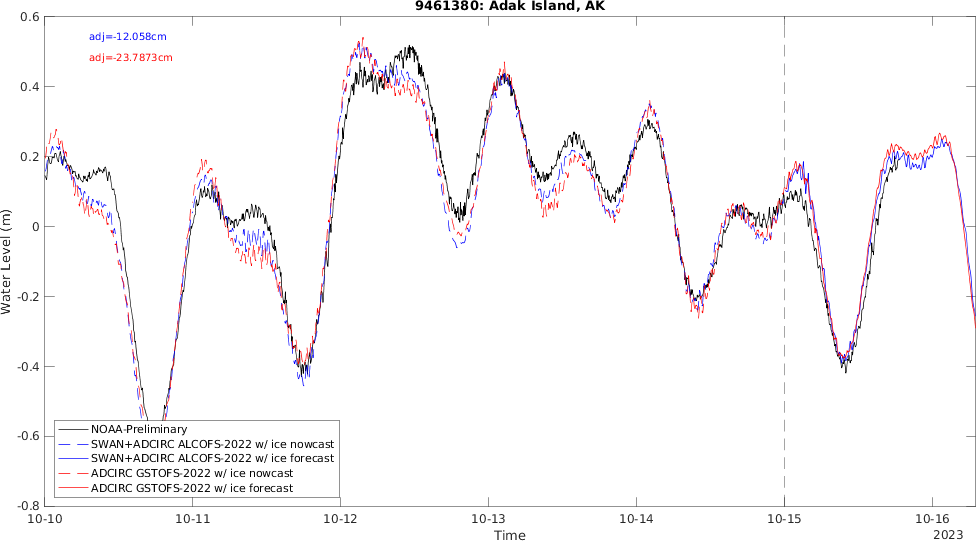 9461380: Adak Island, AK
adj=-12.058cm
adj=-23.7873cm
0.6
0.4
0.2
0
-0.2
-0.4
-0.6
-0.8
Water Level (m)
NOAA-Preliminary
SWAN+ADCIRC ALCOFS-2022 w/ ice nowcast
SWAN+ADCIRC ALCOFS-2022 w/ ice forecast
ADCIRC GSTOFS-2022 w/ ice nowcast
ADCIRC GSTOFS-2022 w/ ice forecast
10-10 10-11 10-12 10-13 10-14 10-15 10-16
Time
2023